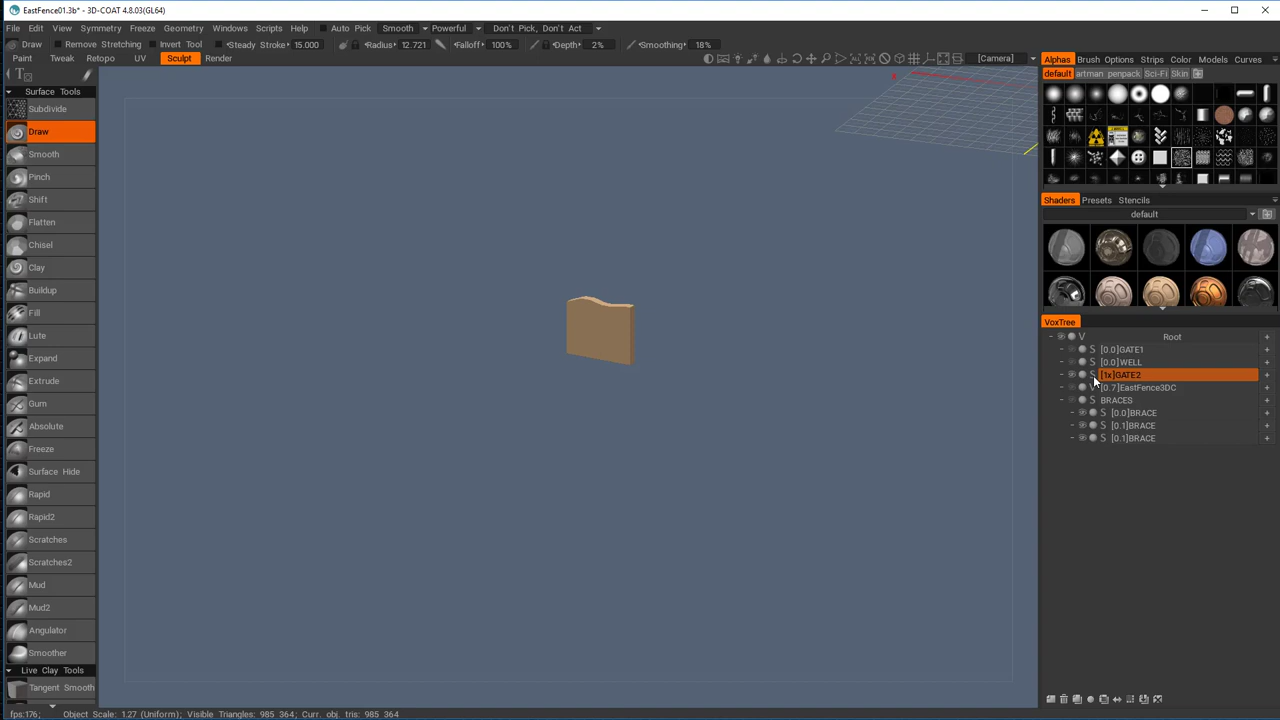 EastFence01.3b* - 3D-COAT 4.8.03(GL64)
File Edit View Symmetry Freeze Geometry Windows Scripts Help Auto Pick Smooth Powerful Don't Pick, Don't Act [Camera]
Draw Remove Stretching Invert Tool Steady Stroke 15.000 Radius 12.721 Falloff 100% Depth 2% Smoothing 18%
Paint Tweak Retopo UV Sculpt Render
Surface Tools
Subdivide
Draw
Smooth
Pinch
Shift
Flatten
Chisel
Clay
Buildup
Fill
Lute
Expand
Extrude
Gum
Absolute
Freeze
Surface Hide
Rapid
Rapid2
Scratches
Scratches2
Mud
Mud2
Angulator
Smoother
Live Clay Tools
Tangent Smooth
Alphas Brush Options Strips Color Models Curves
default artman penpack Sci-Fi Skin
Shaders Presets Stencils
default
VoxTree
V Root
S [0.0]GATE1
S [0.0]WELL
S [1x]GATE2
V [0.7]EastFence3DC
S BRACES
S [0.0]BRACE
S [0.1]BRACE
S [0.1]BRACE
fps:176; Object Scale: 1.27 (Uniform); Visible Triangles: 985 364; Curr. obj. tris: 985 364;